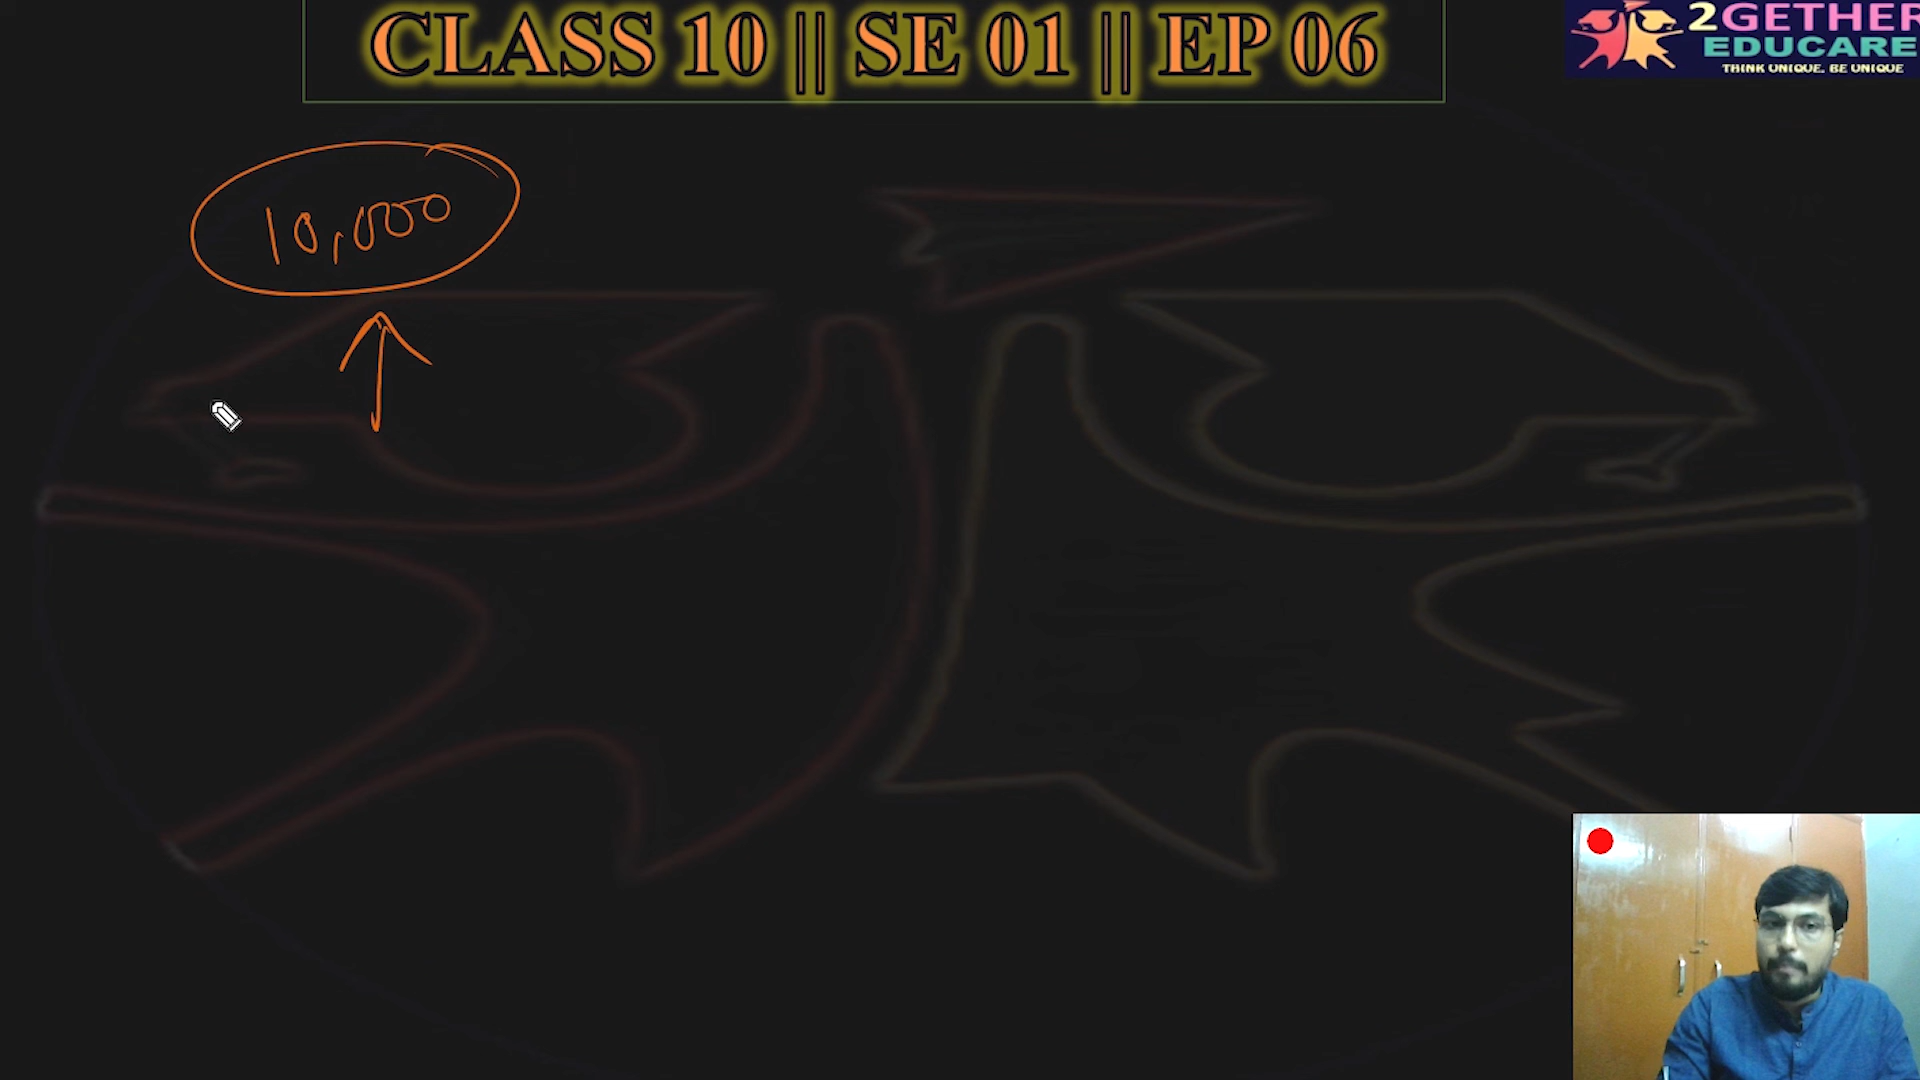 CLASS 10 || SE 01 || EP 06
2GETHER
EDUCARE
THINK UNIQUE, BE UNIQUE
10,000